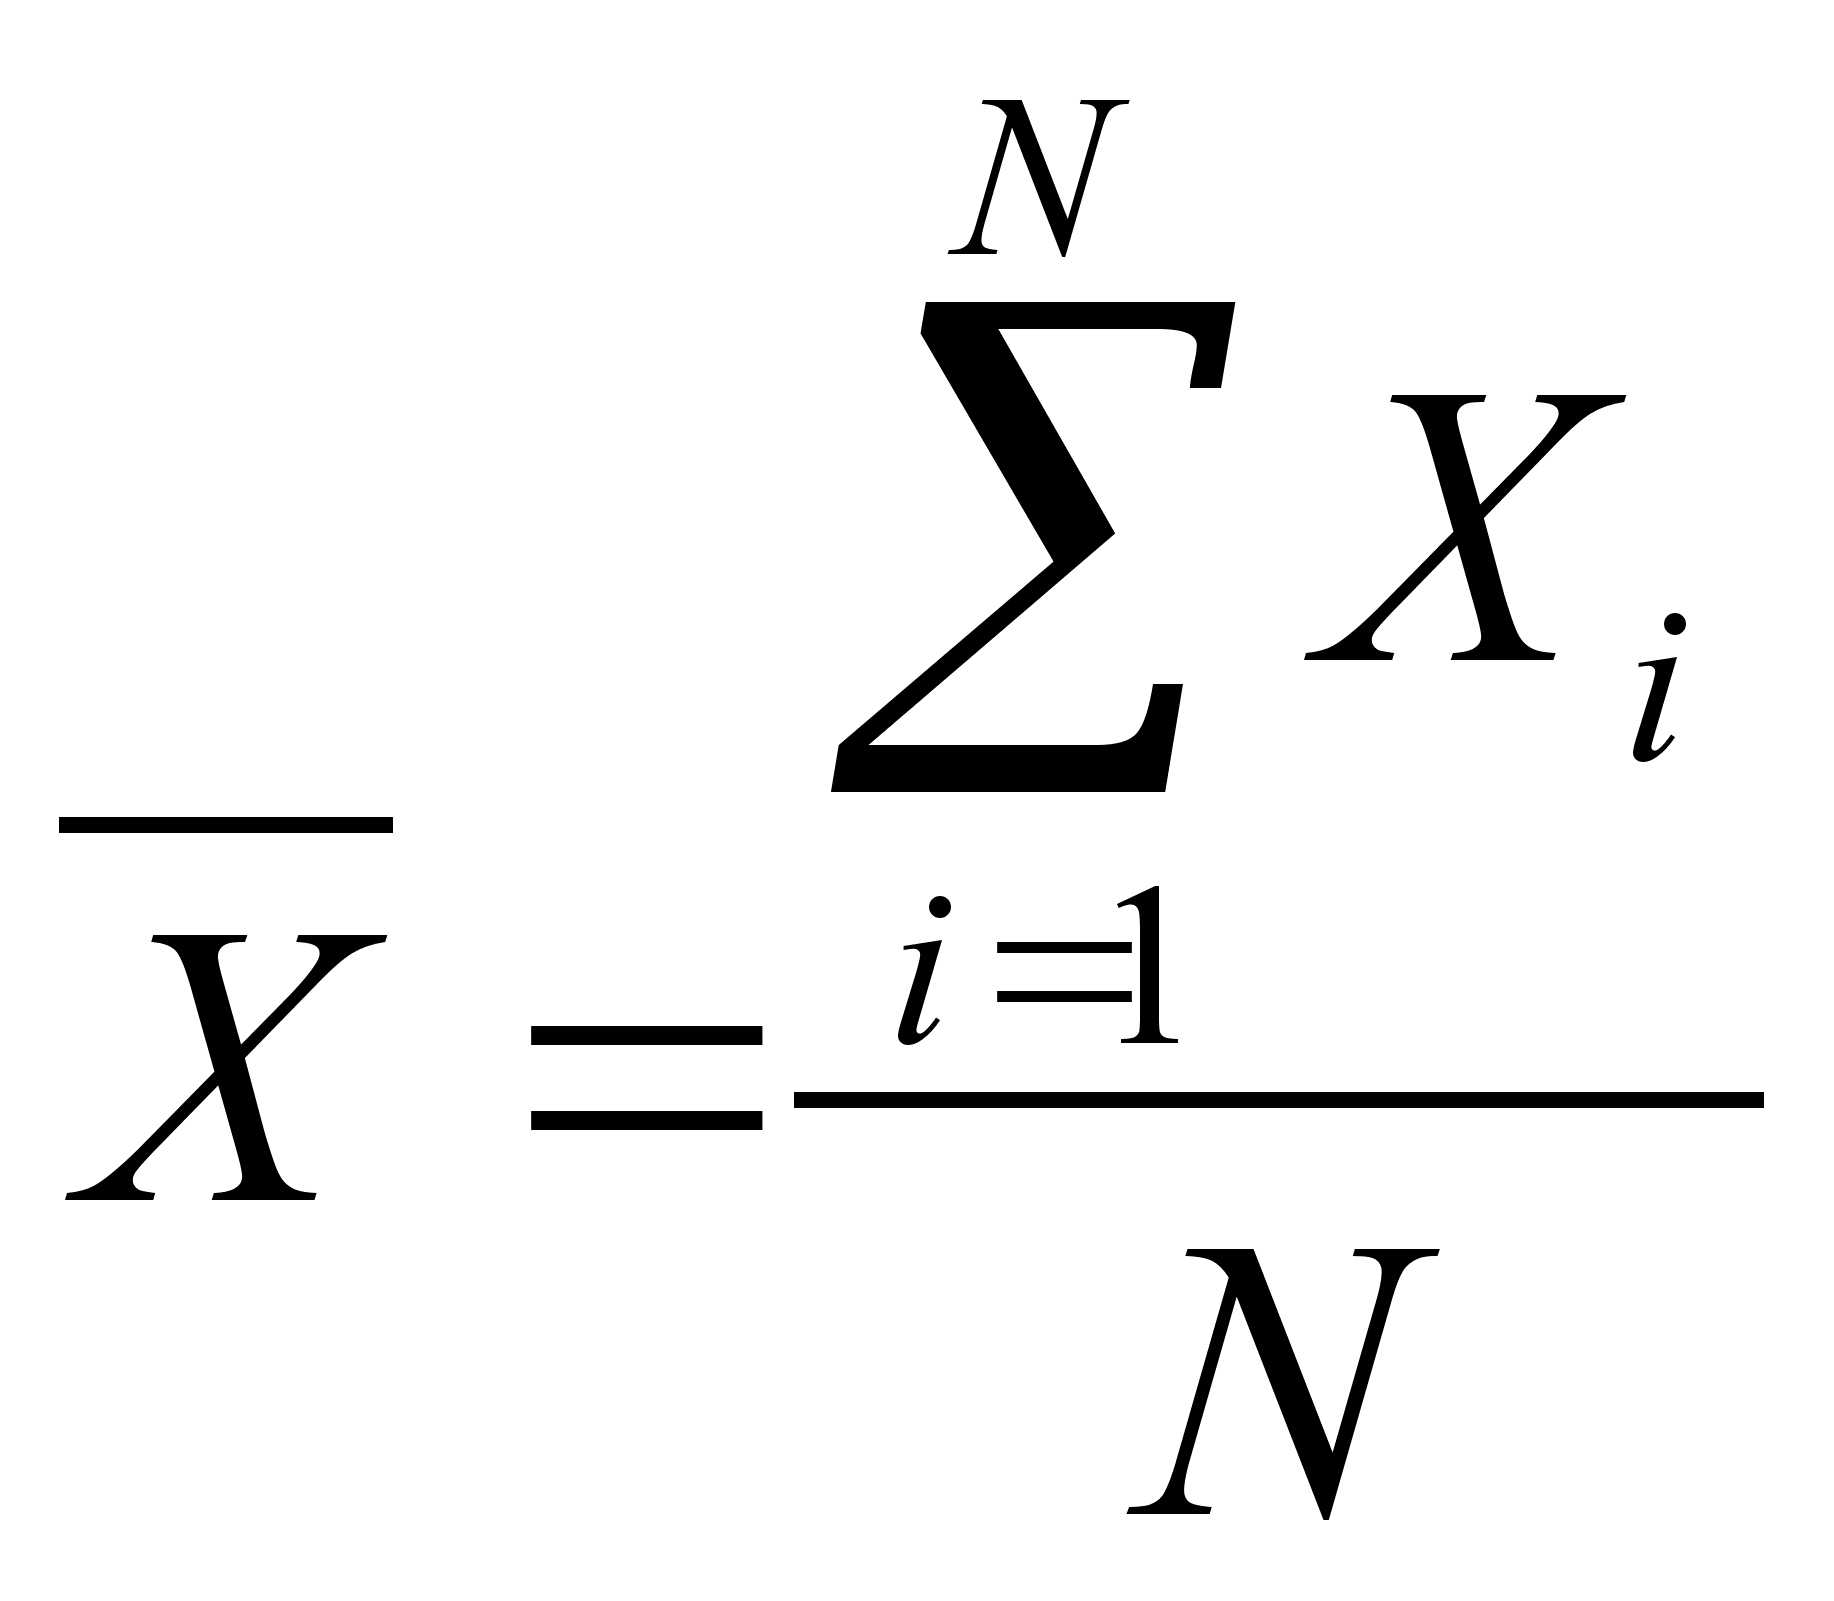 N
∑ X i
i = 1
X̄ =
N